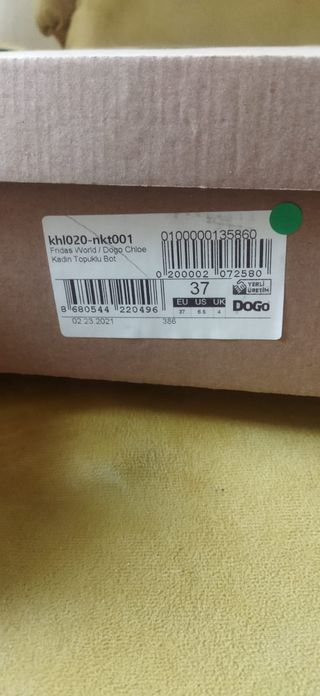 khl020-nkt001
Fridas World / Dogo Chloe
Kadın Topuklu Bot
0100000135860
0 200002 072580
8 680544 220496
37
EU US UK
37 6.5 4
YERLİ
ÜRETİM
DOGO
02.23.2021
386